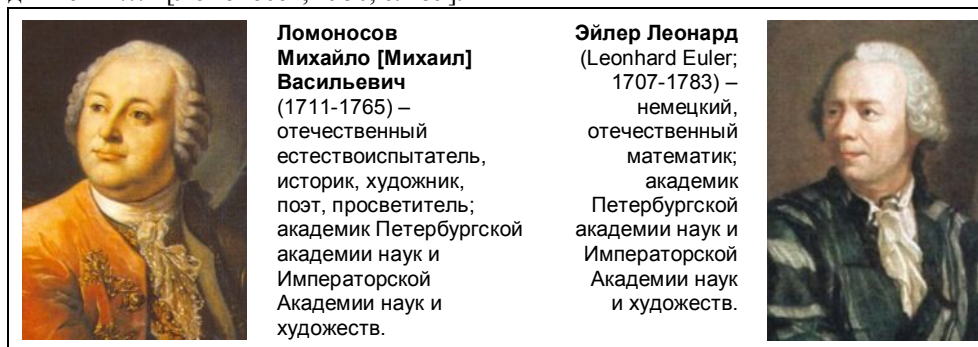 Ломоносов
Михайло [Михаил]
Васильевич
(1711-1765) –
отечественный
естествоиспытатель,
историк, художник,
поэт, просветитель;
академик Петербургской
академии наук и
Императорской
Академии наук и
художеств.
Эйлер Леонард
(Leonhard Euler;
1707-1783) –
немецкий,
отечественный
математик;
академик
Петербургской
академии наук и
Императорской
Академии наук
и художеств.